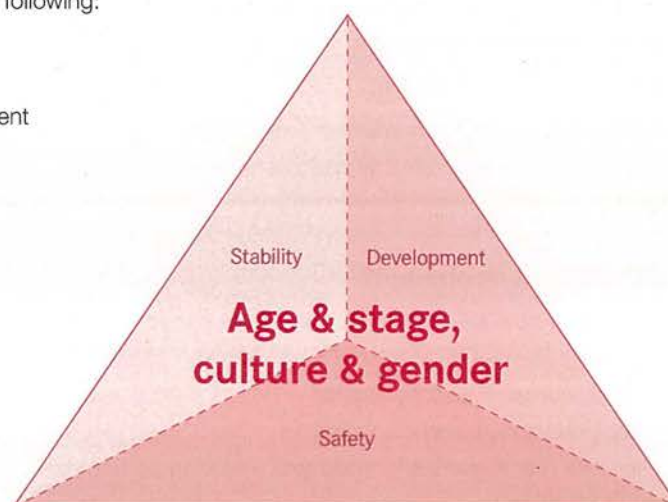 following:
ent
Stability
Development
Age & stage,
culture & gender
Safety